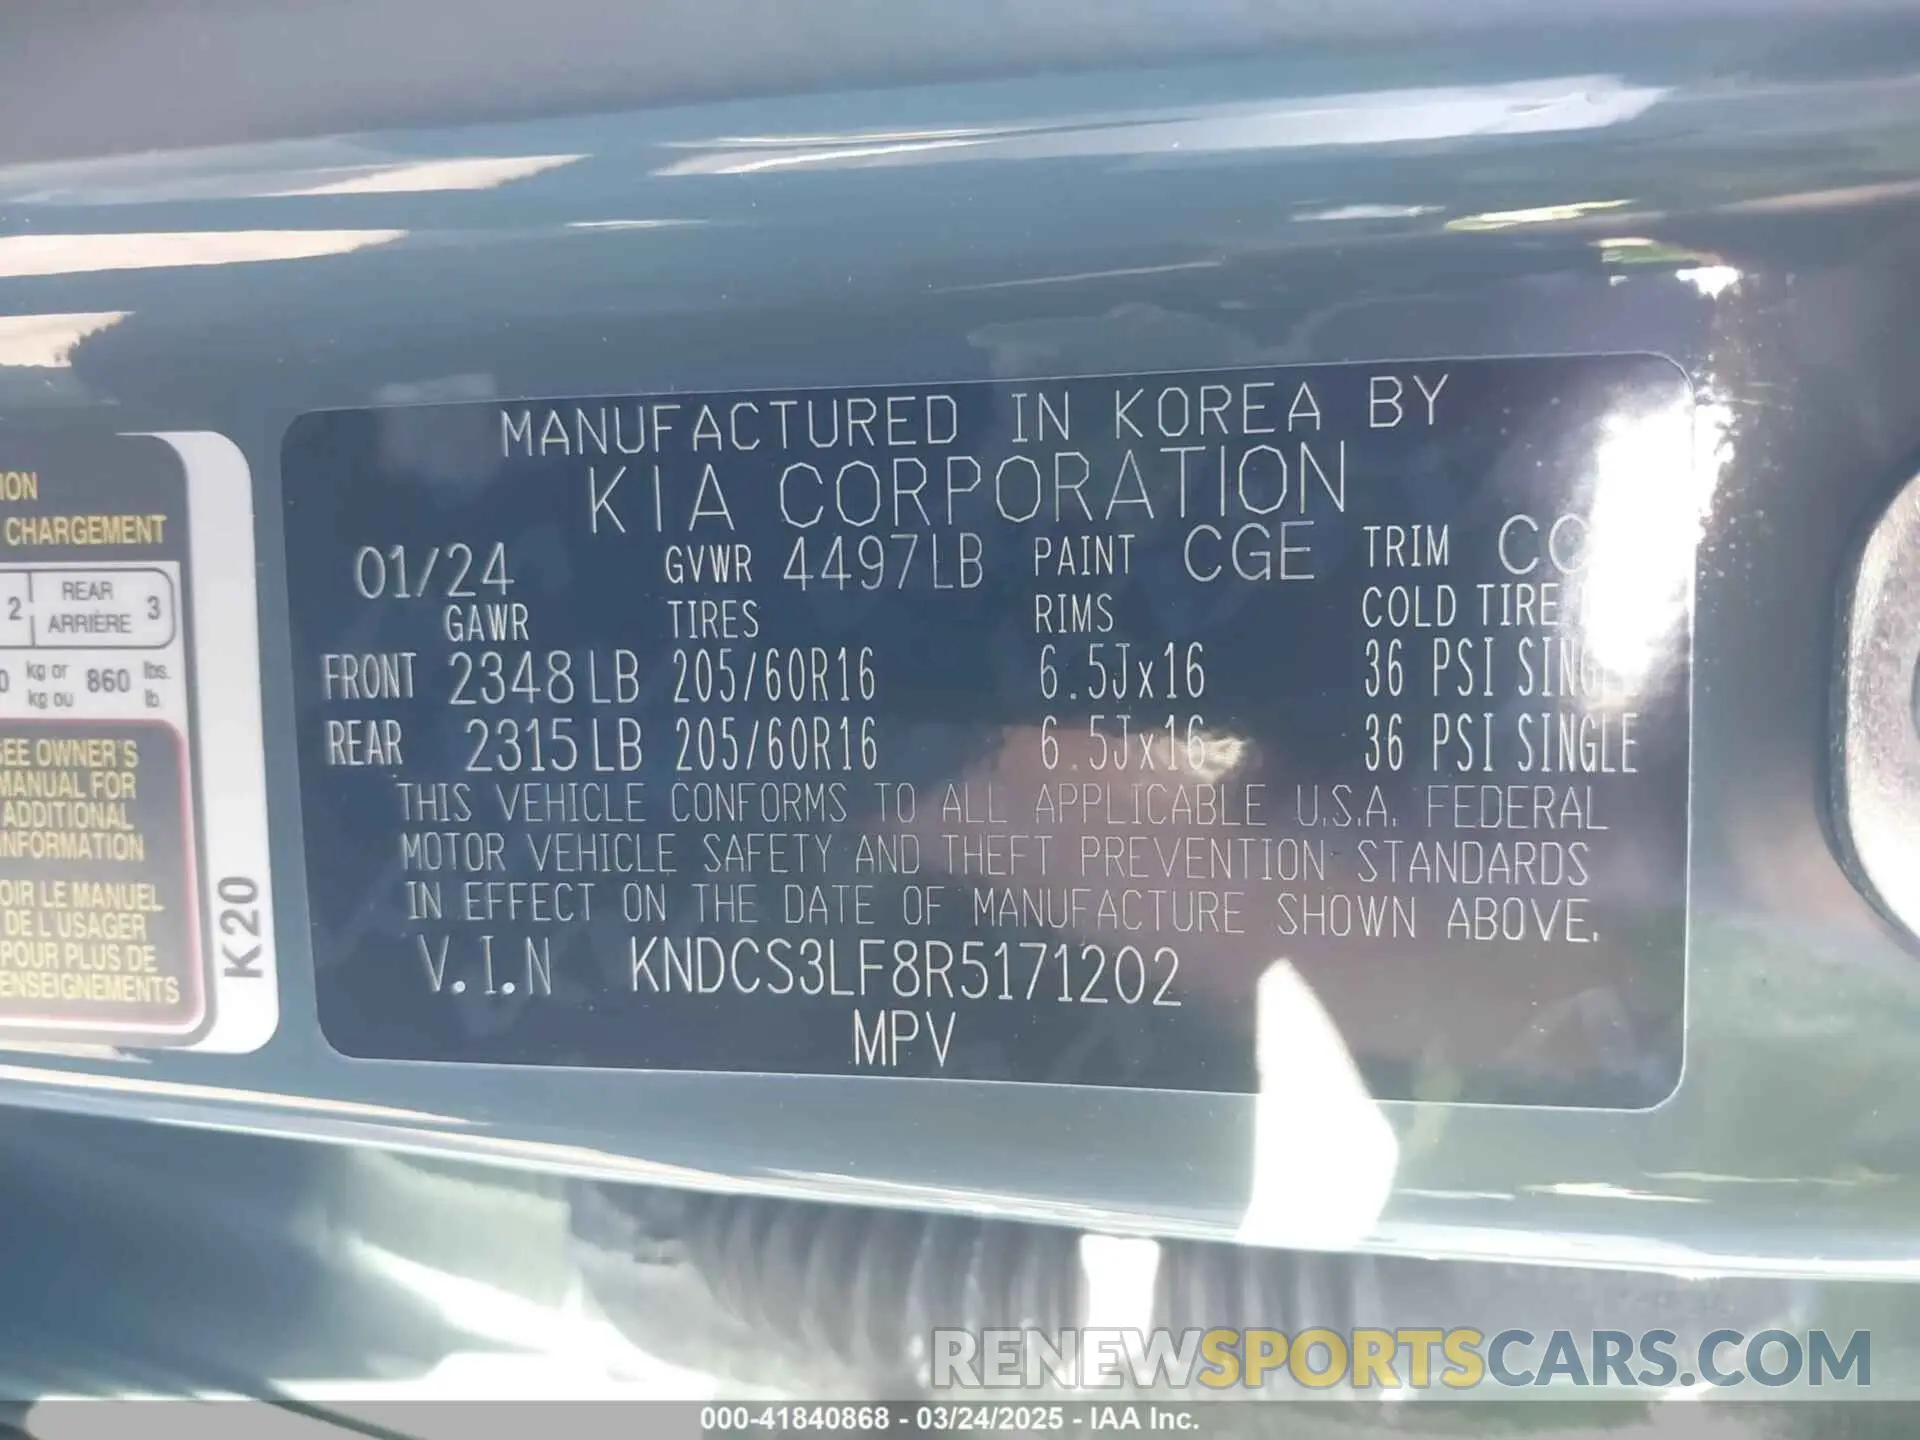 ION
CHARGEMENT
2 REAR ARRIÈRE 3
kg or kg ou 860 lbs. lb.
SEE OWNER'S
MANUAL FOR
ADDITIONAL
INFORMATION
DE L'USAGER
POUR PLUS DE
K20
MANUFACTURED IN KOREA BY
KIA CORPORATION
01/24 GVWR 4497LB PAINT CGE TRIM
GAWR TIRES RIMS COLD TIRE
FRONT 2348LB 205/60R16 6.5Jx16 36 PSI SINGLE
REAR 2315LB 205/60R16 6.5Jx16 36 PSI SINGLE
THIS VEHICLE CONFORMS TO ALL APPLICABLE U.S.A. FEDERAL
MOTOR VEHICLE SAFETY AND THEFT PREVENTION STANDARDS
IN EFFECT ON THE DATE OF MANUFACTURE SHOWN ABOVE.
V.I.N KNDCS3LF8R5171202
MPV
RENEWSPORTSCARS.COM
000-41840868 - 03/24/2025 - IAA Inc.